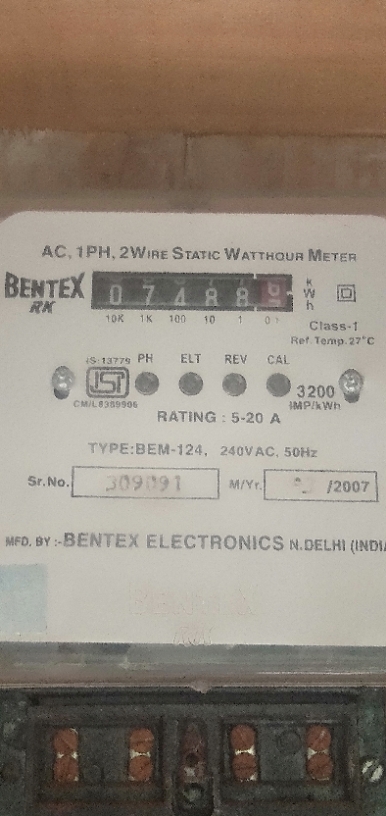 AC, 1PH, 2WIRE STATIC WATTHOUR METER
BENTEX
RK
0 7 4 8 8
kWh
10K 1K 100 10 1 0.1
Class-1
Ref. Temp. 27°C
IS:13779 PH ELT REV CAL
ISI
CM/L8309906
3200
IMP/kWh
RATING : 5-20 A
TYPE:BEM-124, 240VAC, 50Hz
Sr.No. 309091 M/Yr. /2007
MFD. BY :-BENTEX ELECTRONICS N.DELHI (INDIA